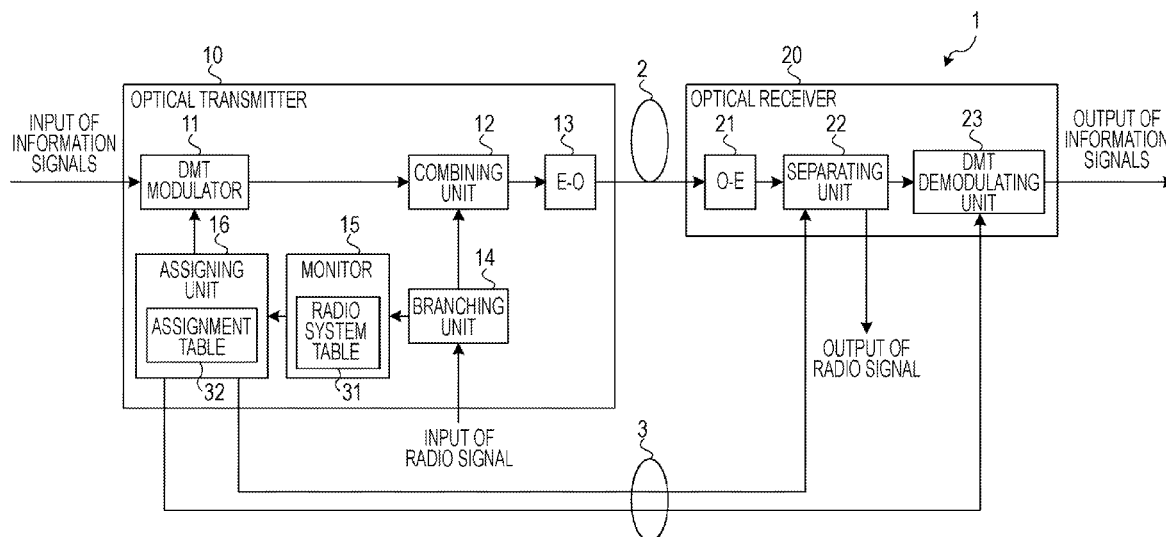 1
10
OPTICAL TRANSMITTER
INPUT OF
INFORMATION
SIGNALS
11
DMT
MODULATOR
12
COMBINING
UNIT
13
E-O
2
20
OPTICAL RECEIVER
21
O-E
22
SEPARATING
UNIT
23
DMT
DEMODULATING
UNIT
OUTPUT OF
INFORMATION
SIGNALS
16
ASSIGNING
UNIT
ASSIGNMENT
TABLE
32
15
MONITOR
RADIO
SYSTEM
TABLE
31
14
BRANCHING
UNIT
INPUT OF
RADIO SIGNAL
OUTPUT OF
RADIO SIGNAL
3